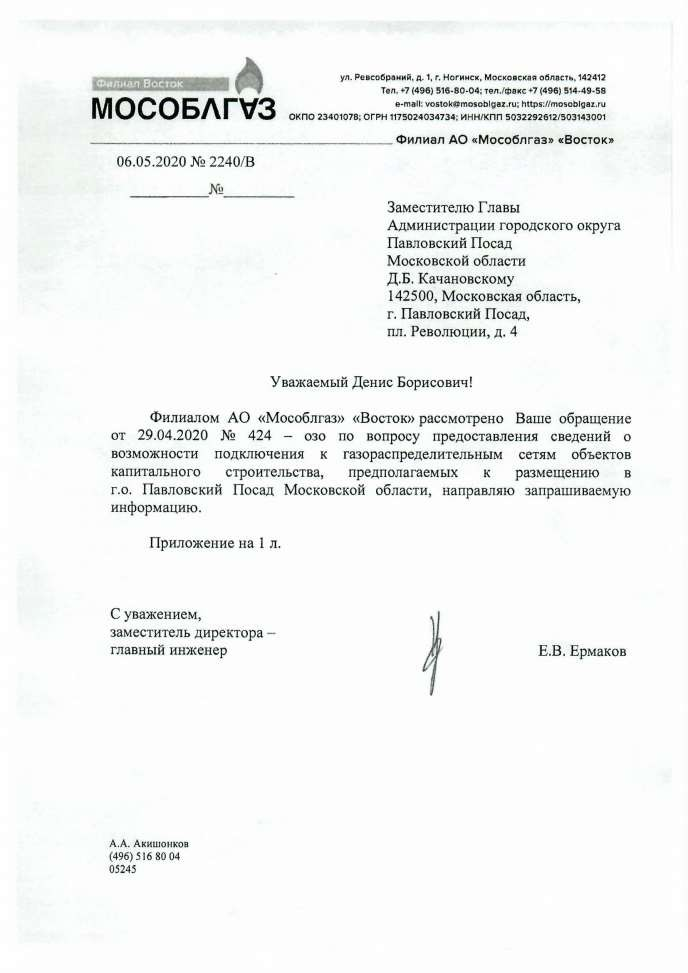 Филиал Восток
МОСОБЛГАЗ
ул. Ревсобраний, д. 1, г. Ногинск, Московская область, 142412
Тел. +7 (496) 516-80-04; тел./факс +7 (496) 514-49-58
e-mail: vostok@mosoblgaz.ru; https://mosoblgaz.ru
ОКПО 23401078; ОГРН 1175024034734; ИНН/КПП 5032292612/503143001
Филиал АО «Мособлгаз» «Восток»
06.05.2020 № 2240/В
__________№_________
Заместителю Главы
Администрации городского округа
Павловский Посад
Московской области
Д.Б. Качановскому
142500, Московская область,
г. Павловский Посад,
пл. Революции, д. 4
Уважаемый Денис Борисович!
Филиалом АО «Мособлгаз» «Восток» рассмотрено Ваше обращение
от 29.04.2020 № 424 – озо по вопросу предоставления сведений о
возможности подключения к газораспределительным сетям объектов
капитального строительства, предполагаемых к размещению в
г.о. Павловский Посад Московской области, направляю запрашиваемую
информацию.
Приложение на 1 л.
С уважением,
заместитель директора –
главный инженер
Е.В. Ермаков
А.А. Акишонков
(496) 516 80 04
05245